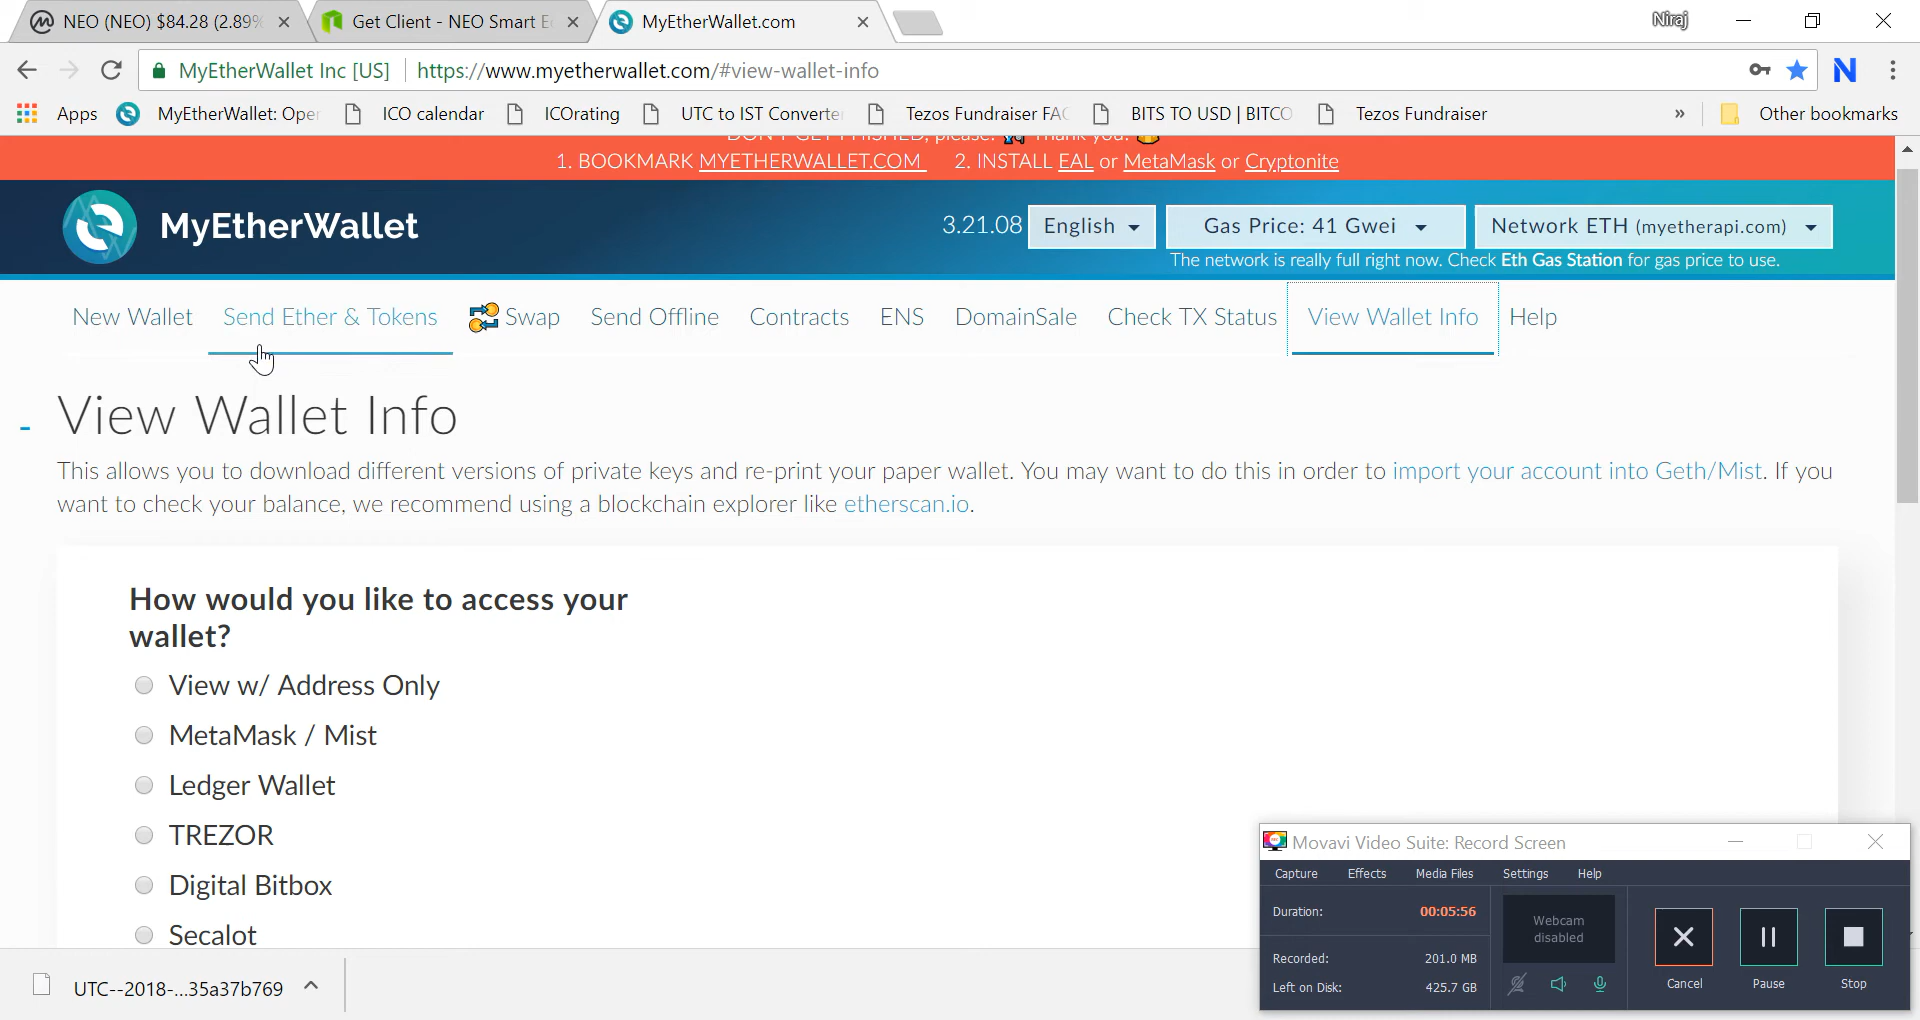 NEO (NEO) $84.28 (2.89%
Get Client - NEO Smart E
MyEtherWallet.com
Niraj
MyEtherWallet Inc [US]
https://www.myetherwallet.com/#view-wallet-info
N
Apps
MyEtherWallet: Oper
ICO calendar
ICOrating
UTC to IST Converte
Tezos Fundraiser FAQ
BITS TO USD | BITCO
Tezos Fundraiser
»
Other bookmarks
DON'T GET PHISHED, please! Thank you!
1. BOOKMARK MYETHERWALLET.COM 2. INSTALL EAL or MetaMask or Cryptonite
MyEtherWallet
3.21.08
English
Gas Price: 41 Gwei
Network ETH (myetherapi.com)
The network is really full right now. Check Eth Gas Station for gas price to use.
New Wallet
Send Ether & Tokens
Swap
Send Offline
Contracts
ENS
DomainSale
Check TX Status
View Wallet Info
Help
View Wallet Info
This allows you to download different versions of private keys and re-print your paper wallet. You may want to do this in order to import your account into Geth/Mist. If you
want to check your balance, we recommend using a blockchain explorer like etherscan.io.
How would you like to access your
wallet?
View w/ Address Only
MetaMask / Mist
Ledger Wallet
TREZOR
Digital Bitbox
Secalot
Movavi Video Suite: Record Screen
Capture
Effects
Media Files
Settings
Help
Duration:
00:05:56
Webcam
disabled
Recorded:
201.0 MB
Left on Disk:
425.7 GB
Cancel
Pause
Stop
UTC--2018-...35a37b769